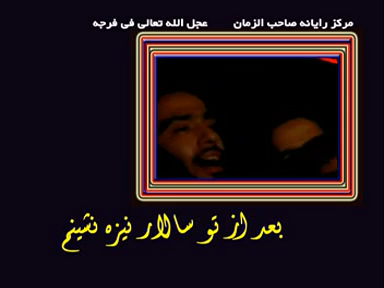 مرکز رایانه صاحب الزمان عجل الله تعالی فی فرجه
بعد از تو سالار نیزه نشینم